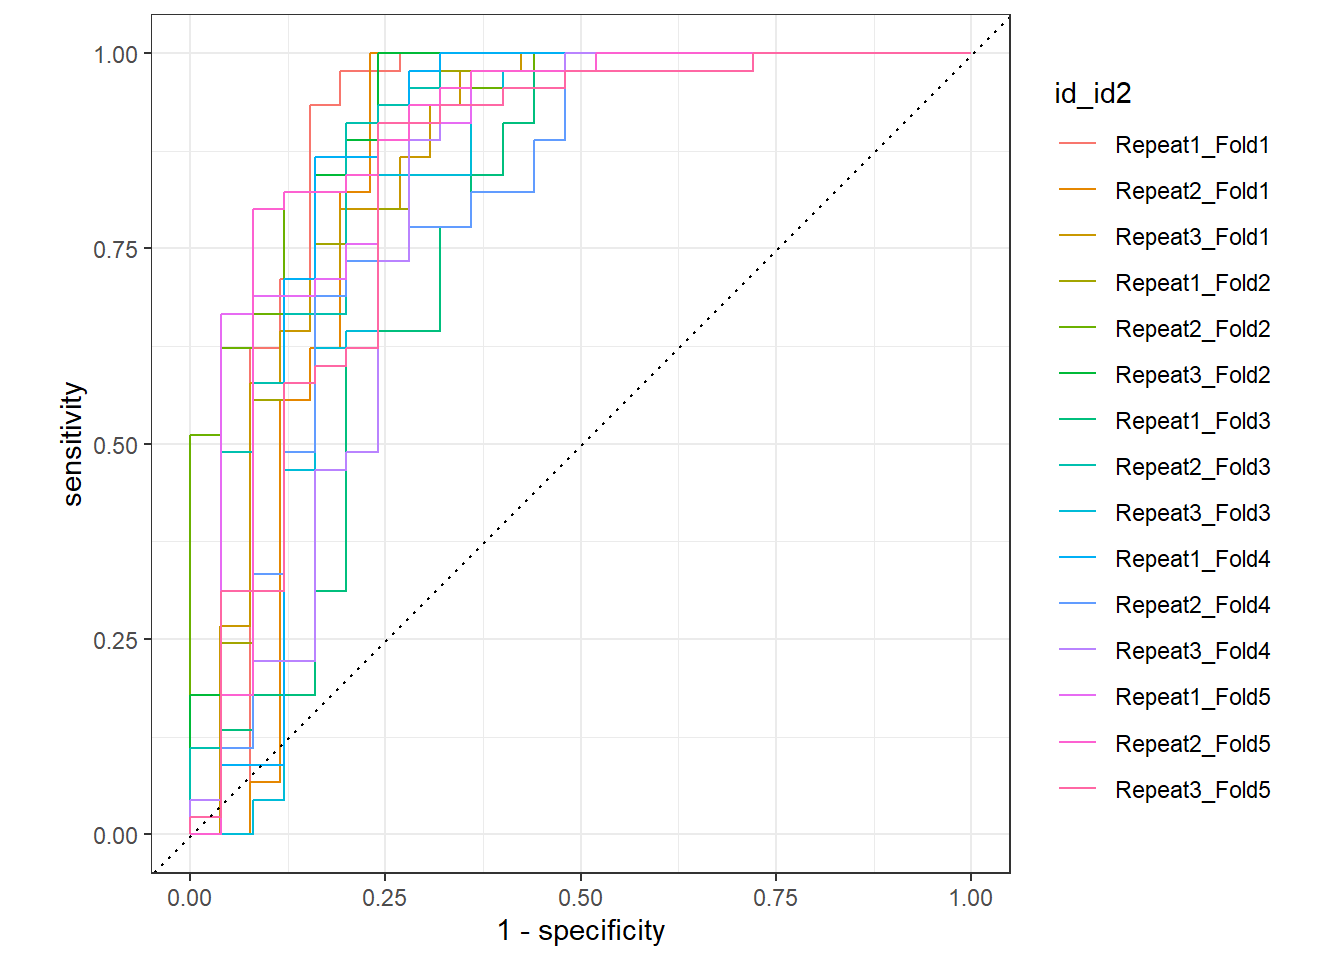 1.00
0.75
0.50
0.25
0.00
sensitivity
0.00 0.25 0.50 0.75 1.00
1 - specificity
id_id2
Repeat1_Fold1
Repeat2_Fold1
Repeat3_Fold1
Repeat1_Fold2
Repeat2_Fold2
Repeat3_Fold2
Repeat1_Fold3
Repeat2_Fold3
Repeat3_Fold3
Repeat1_Fold4
Repeat2_Fold4
Repeat3_Fold4
Repeat1_Fold5
Repeat2_Fold5
Repeat3_Fold5